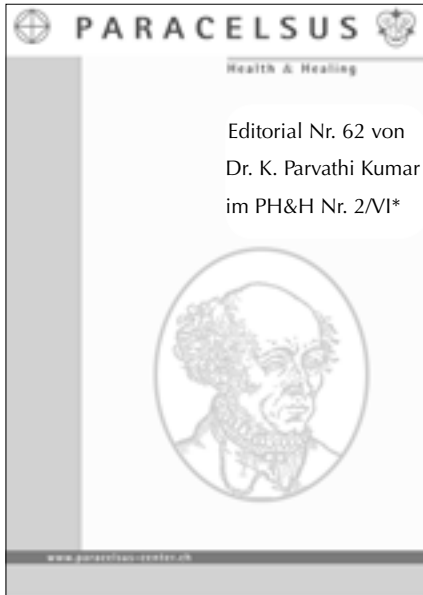 PARACELSUS
Health & Healing
Editorial Nr. 62 von
Dr. K. Parvathi Kumar
im PH&H Nr. 2/VI*
www.paracelsus-center.ch